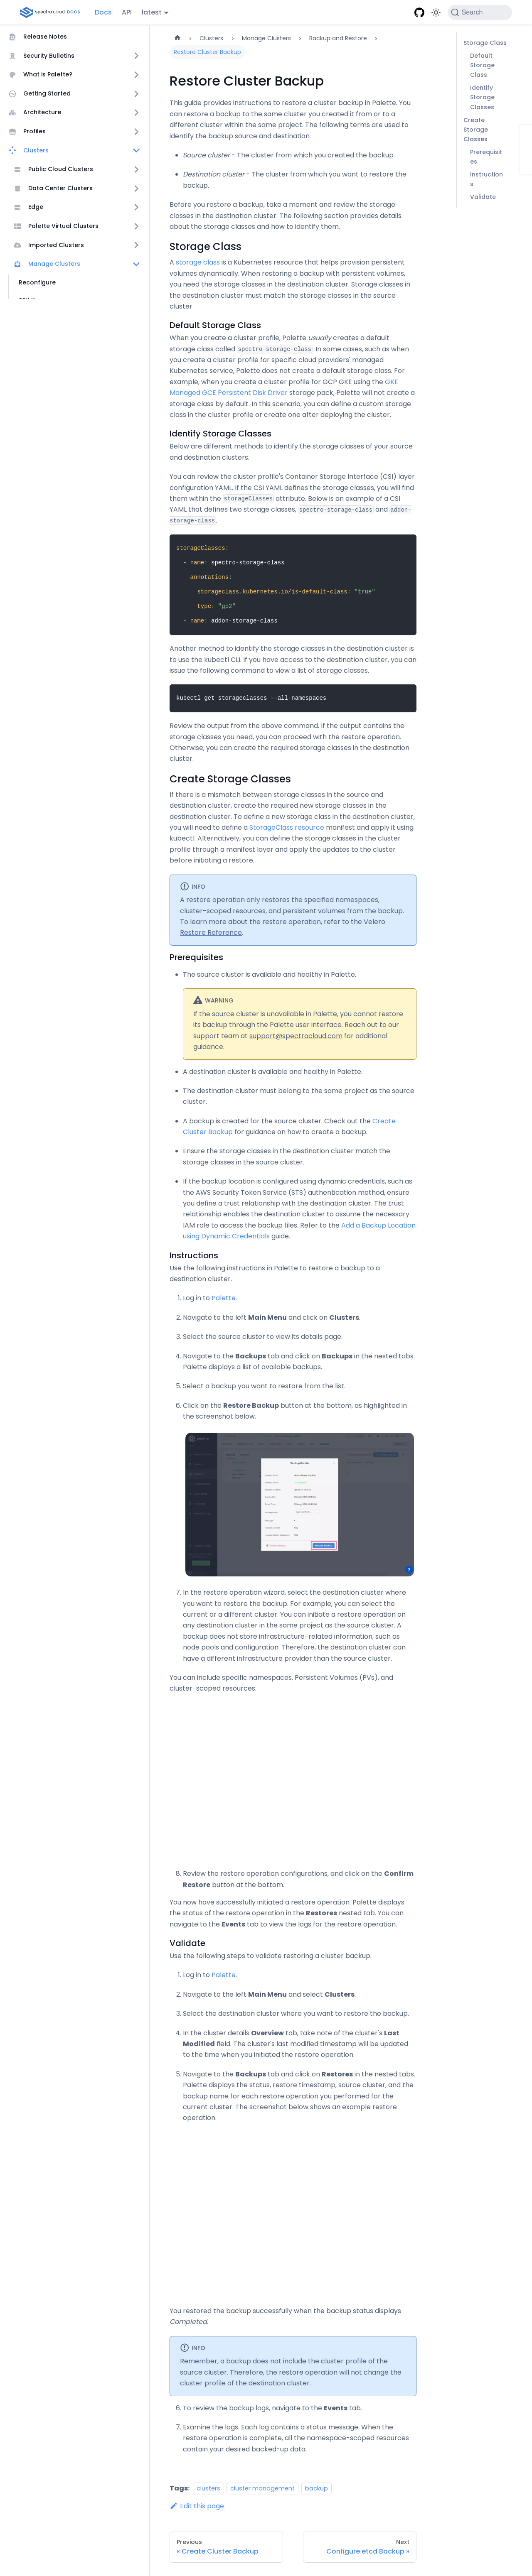 spectro cloud DOCS
Docs
API
latest
Search
Release Notes
Security Bulletins
What is Palette?
Getting Started
Architecture
Profiles
Clusters
Public Cloud Clusters
Data Center Clusters
Edge
Palette Virtual Clusters
Imported Clusters
Manage Clusters
Reconfigure
Clusters
Manage Clusters
Backup and Restore
Restore Cluster Backup
Restore Cluster Backup
This guide provides instructions to restore a cluster backup in Palette. You
can restore a backup to the same cluster you created it from or to a
different cluster within the same project. The following terms are used to
identify the backup source and destination.
Source cluster - The cluster from which you created the backup.
Destination cluster - The cluster from which you want to restore the
backup.
Before you restore a backup, take a moment and review the storage
classes in the destination cluster. The following section provides details
about the storage classes and how to identify them.
Storage Class
A storage class is a Kubernetes resource that helps provision persistent
volumes dynamically. When restoring a backup with persistent volumes,
you need the storage classes in the destination cluster. Storage classes in
the destination cluster must match the storage classes in the source
cluster.
Default Storage Class
When you create a cluster profile, Palette usually creates a default
storage class called spectro-storage-class. In some cases, such as when
you create a cluster profile for specific cloud providers' managed
Kubernetes service, Palette does not create a default storage class. For
example, when you create a cluster profile for GCP GKE using the GKE
Managed GCE Persistent Disk Driver storage pack, Palette will not create a
storage class by default. In this scenario, you can define a custom storage
class in the cluster profile or create one after deploying the cluster.
Identify Storage Classes
Below are different methods to identify the storage classes of your source
and destination clusters.
You can review the cluster profile's Container Storage Interface (CSI) layer
configuration YAML. If the CSI YAML defines the storage classes, you will find
them within the storageClasses attribute. Below is an example of a CSI
YAML that defines two storage classes, spectro-storage-class and addon-
storage-class.
storageClasses:
- name: spectro-storage-class
annotations:
storageclass.kubernetes.io/is-default-class: "true"
type: "gp2"
- name: addon-storage-class
Another method to identify the storage classes in the destination cluster is
to use the kubectl CLI. If you have access to the destination cluster, you can
issue the following command to view a list of storage classes.
kubectl get storageclasses --all-namespaces
Review the output from the above command. If the output contains the
storage classes you need, you can proceed with the restore operation.
Otherwise, you can create the required storage classes in the destination
cluster.
Create Storage Classes
If there is a mismatch between storage classes in the source and
destination cluster, create the required new storage classes in the
destination cluster. To define a new storage class in the destination cluster,
you will need to define a StorageClass resource manifest and apply it using
kubectl. Alternatively, you can define the storage classes in the cluster
profile through a manifest layer and apply the updates to the cluster
before initiating a restore.
INFO
A restore operation only restores the specified namespaces,
cluster-scoped resources, and persistent volumes from the backup.
To learn more about the restore operation, refer to the Velero
Restore Reference.
Prerequisites
The source cluster is available and healthy in Palette.
WARNING
If the source cluster is unavailable in Palette, you cannot restore
its backup through the Palette user interface. Reach out to our
support team at support@spectrocloud.com for additional
guidance.
A destination cluster is available and healthy in Palette.
The destination cluster must belong to the same project as the source
cluster.
A backup is created for the source cluster. Check out the Create
Cluster Backup for guidance on how to create a backup.
Ensure the storage classes in the destination cluster match the
storage classes in the source cluster.
If the backup location is configured using dynamic credentials, such as
the AWS Security Token Service (STS) authentication method, ensure
you define a trust relationship with the destination cluster. The trust
relationship enables the destination cluster to assume the necessary
IAM role to access the backup files. Refer to the Add a Backup Location
using Dynamic Credentials guide.
Instructions
Use the following instructions in Palette to restore a backup to a
destination cluster.
1. Log in to Palette.
2. Navigate to the left Main Menu and click on Clusters.
3. Select the source cluster to view its details page.
4. Navigate to the Backups tab and click on Backups in the nested tabs.
Palette displays a list of available backups.
5. Select a backup you want to restore from the list.
6. Click on the Restore Backup button at the bottom, as highlighted in
the screenshot below.
7. In the restore operation wizard, select the destination cluster where
you want to restore the backup. For example, you can select the
current or a different cluster. You can initiate a restore operation on
any destination cluster in the same project as the source cluster. A
backup does not store infrastructure-related information, such as
node pools and configuration. Therefore, the destination cluster can
have a different infrastructure provider than the source cluster.
You can include specific namespaces, Persistent Volumes (PVs), and
cluster-scoped resources.
8. Review the restore operation configurations, and click on the Confirm
Restore button at the bottom.
You now have successfully initiated a restore operation. Palette displays
the status of the restore operation in the Restores nested tab. You can
navigate to the Events tab to view the logs for the restore operation.
Validate
Use the following steps to validate restoring a cluster backup.
1. Log in to Palette.
2. Navigate to the left Main Menu and select Clusters.
3. Select the destination cluster where you want to restore the backup.
4. In the cluster details Overview tab, take note of the cluster's Last
Modified field. The cluster's last modified timestamp will be updated
to the time when you initiated the restore operation.
5. Navigate to the Backups tab and click on Restores in the nested tabs.
Palette displays the status, restore timestamp, source cluster, and the
backup name for each restore operation you performed for the
current cluster. The screenshot below shows an example restore
operation.
You restored the backup successfully when the backup status displays
Completed.
INFO
Remember, a backup does not include the cluster profile of the
source cluster. Therefore, the restore operation will not change the
cluster profile of the destination cluster.
6. To review the backup logs, navigate to the Events tab.
7. Examine the logs. Each log contains a status message. When the
restore operation is complete, all the namespace-scoped resources
contain your desired backed-up data.
Tags: clusters cluster management backup
Edit this page
Previous
« Create Cluster Backup
Next
Configure etcd Backup »
Storage Class
Default
Storage
Class
Identify
Storage
Classes
Create
Storage
Classes
Prerequisit
es
Instruction
s
Validate